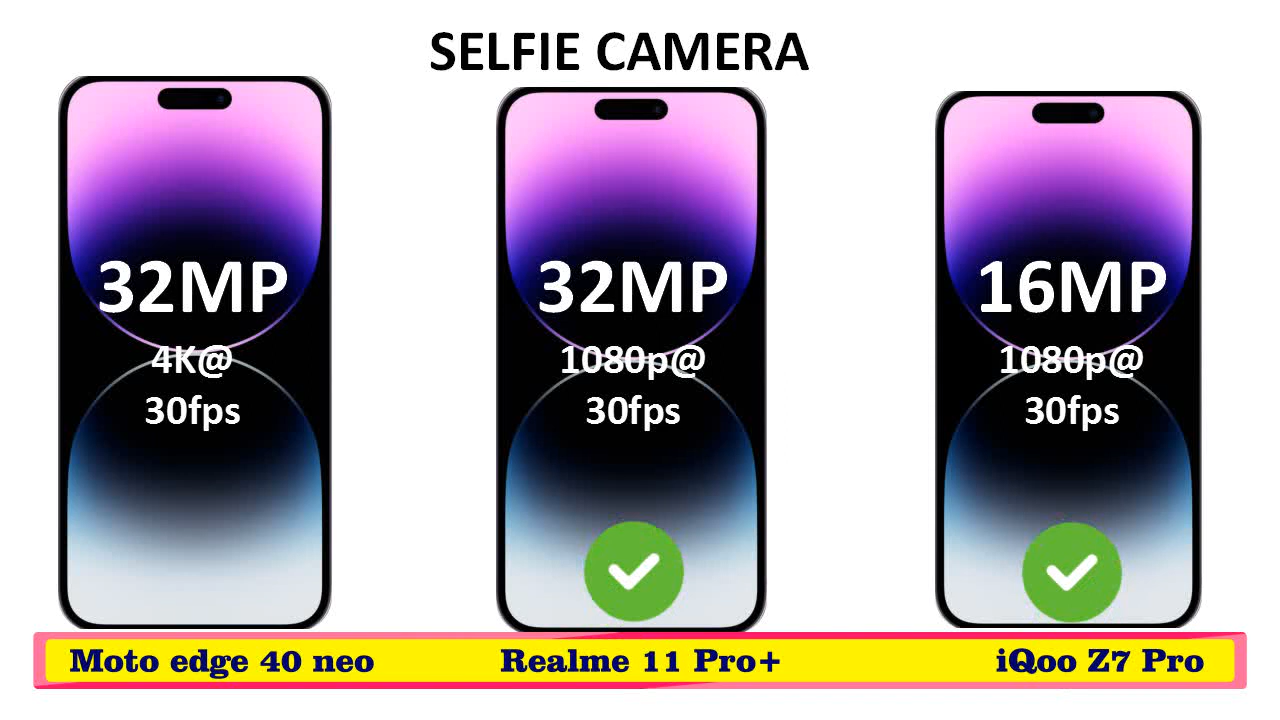 SELFIE CAMERA
32MP
4K@
30fps
32MP
1080p@
30fps
16MP
1080p@
30fps
Moto edge 40 neo
Realme 11 Pro+
iQoo Z7 Pro